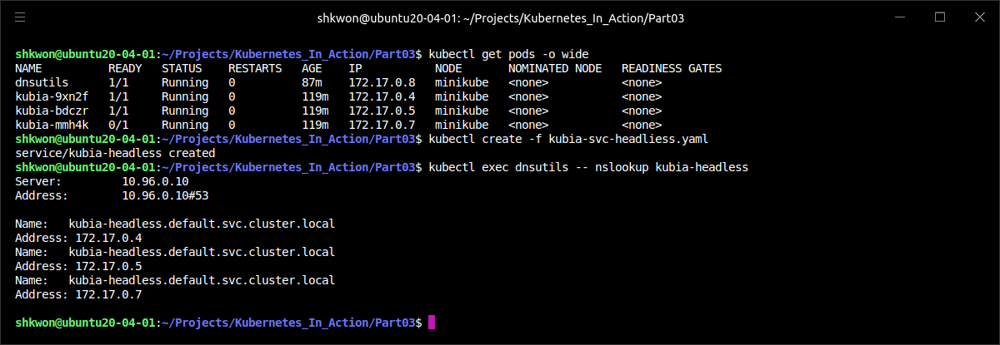 shkwon@ubuntu20-04-01: ~/Projects/Kubernetes_In_Action/Part03
shkwon@ubuntu20-04-01:~/Projects/Kubernetes_In_Action/Part03$ kubectl get pods -o wide
NAME          READY   STATUS    RESTARTS   AGE    IP           NODE       NOMINATED NODE   READINESS GATES
dnsutils      1/1     Running   0          87m    172.17.0.8   minikube   <none>           <none>
kubia-9xn2f   1/1     Running   0          119m   172.17.0.4   minikube   <none>           <none>
kubia-bdczr   1/1     Running   0          119m   172.17.0.5   minikube   <none>           <none>
kubia-mmh4k   0/1     Running   0          119m   172.17.0.7   minikube   <none>           <none>
shkwon@ubuntu20-04-01:~/Projects/Kubernetes_In_Action/Part03$ kubectl create -f kubia-svc-headliess.yaml
service/kubia-headless created
shkwon@ubuntu20-04-01:~/Projects/Kubernetes_In_Action/Part03$ kubectl exec dnsutils -- nslookup kubia-headless
Server:         10.96.0.10
Address:        10.96.0.10#53
Name:   kubia-headless.default.svc.cluster.local
Address: 172.17.0.4
Name:   kubia-headless.default.svc.cluster.local
Address: 172.17.0.5
Name:   kubia-headless.default.svc.cluster.local
Address: 172.17.0.7
shkwon@ubuntu20-04-01:~/Projects/Kubernetes_In_Action/Part03$